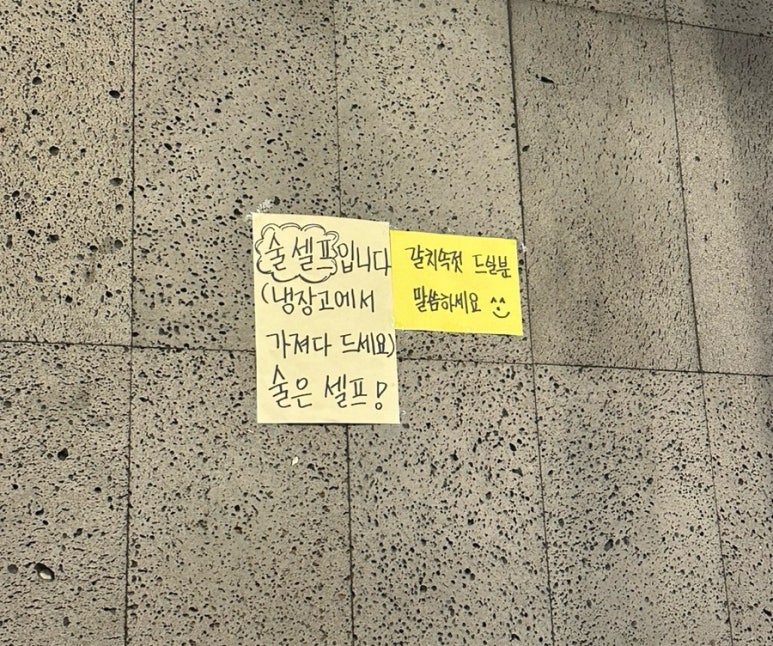 술 셀프입니다
(냉장고에서
가져다 드세요)
술은 셀프!
갈치속젓 드실분
말씀하세요